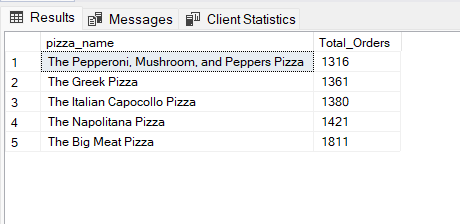 Results Messages Client Statistics
pizza_name Total_Orders
1 The Pepperoni, Mushroom, and Peppers Pizza 1316
2 The Greek Pizza 1361
3 The Italian Capocollo Pizza 1380
4 The Napolitana Pizza 1421
5 The Big Meat Pizza 1811